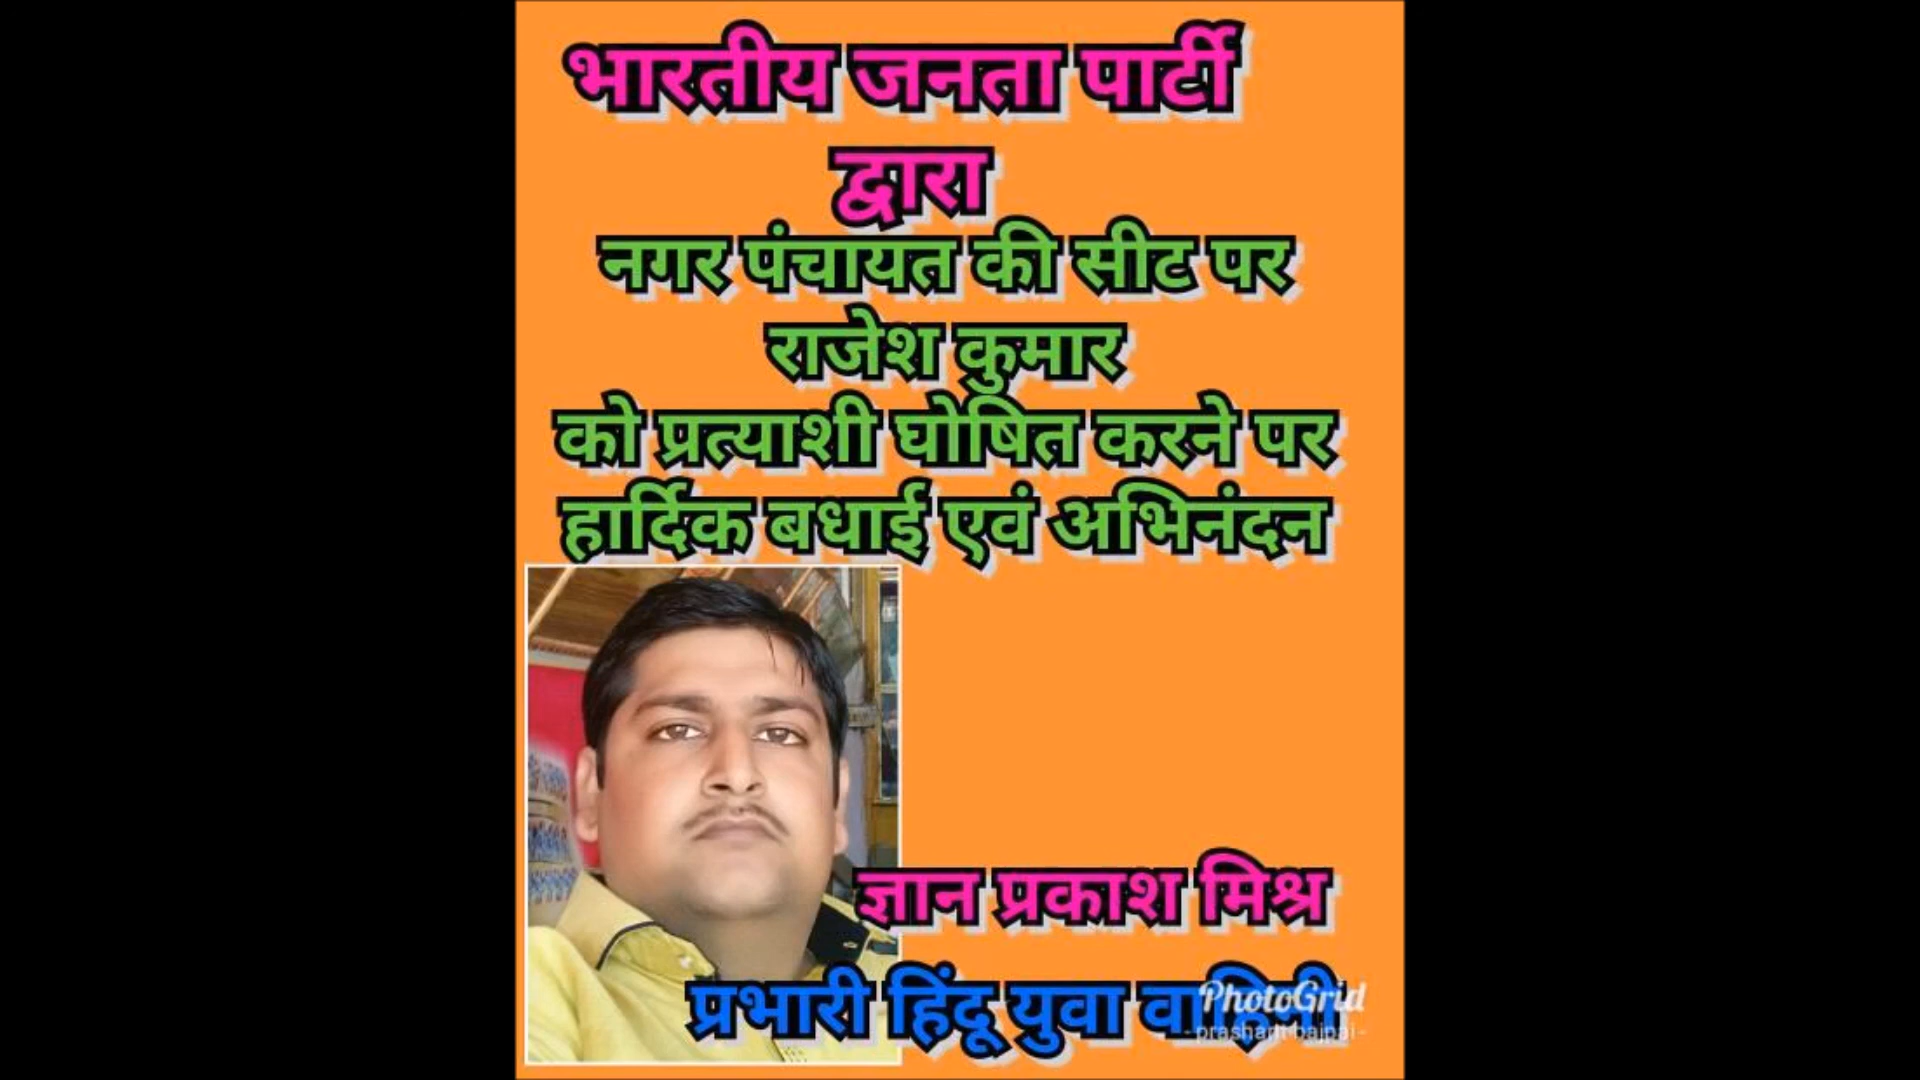 भारतीय जनता पार्टी
द्वारा
नगर पंचायत की सीट पर
राजेश कुमार
को प्रत्याशी घोषित करने पर
हार्दिक बधाई एवं अभिनंदन
ज्ञान प्रकाश मिश्र
प्रभारी हिंदू युवा वाहिनी
PhotoGrid
-prashant bajpai-